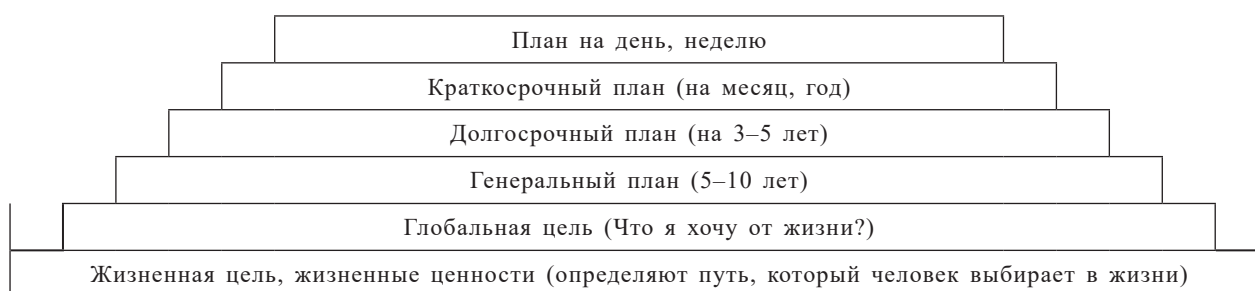 План на день, неделю
Краткосрочный план (на месяц, год)
Долгосрочный план (на 3–5 лет)
Генеральный план (5–10 лет)
Глобальная цель (Что я хочу от жизни?)
Жизненная цель, жизненные ценности (определяют путь, который человек выбирает в жизни)